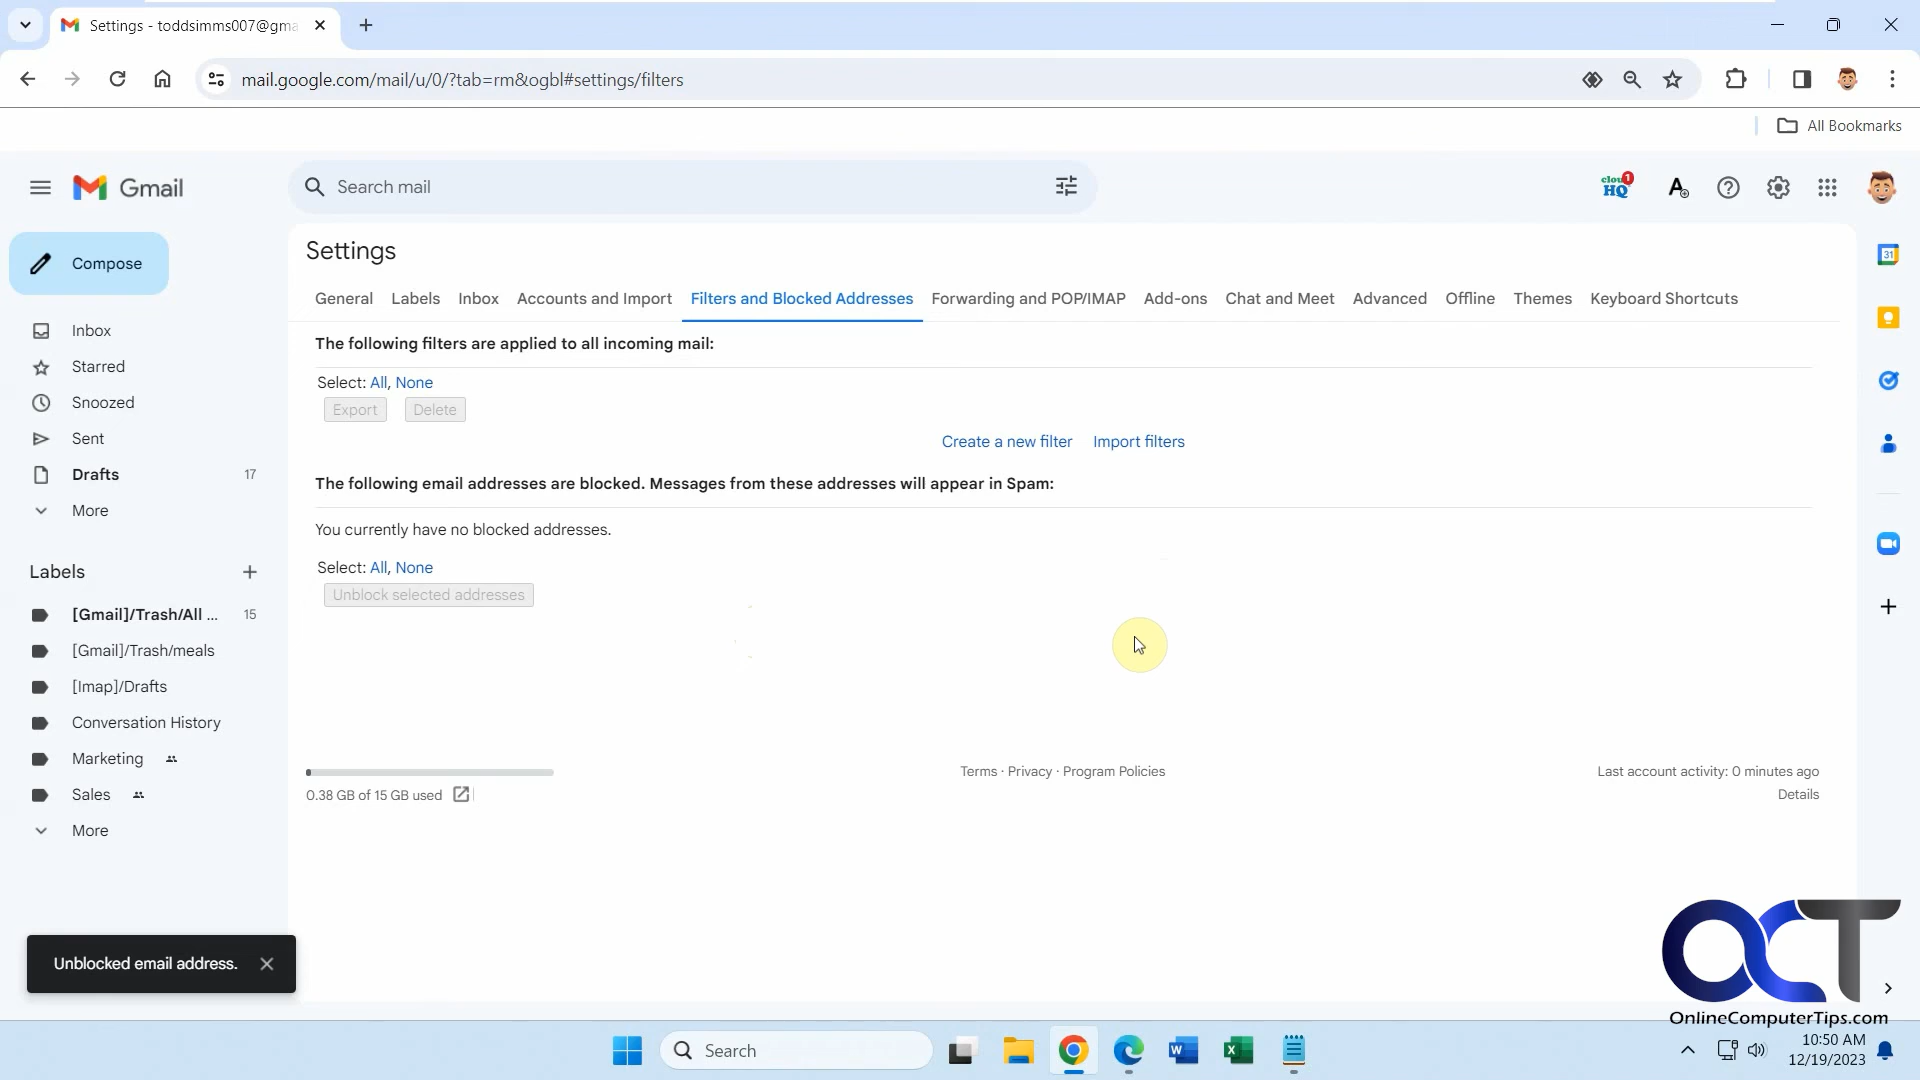 Settings - toddsimms007@gma
mail.google.com/mail/u/0/?tab=rm&ogbl#settings/filters
All Bookmarks
Gmail
Search mail
cloudHQ 1
Compose
Inbox
Starred
Snoozed
Sent
Drafts 17
More
Labels
[Gmail]/Trash/All ... 15
[Gmail]/Trash/meals
[Imap]/Drafts
Conversation History
Marketing
Sales
More
Settings
General Labels Inbox Accounts and Import Filters and Blocked Addresses Forwarding and POP/IMAP Add-ons Chat and Meet Advanced Offline Themes Keyboard Shortcuts
The following filters are applied to all incoming mail:
Select: All, None
Export Delete
Create a new filter Import filters
The following email addresses are blocked. Messages from these addresses will appear in Spam:
You currently have no blocked addresses.
Select: All, None
Unblock selected addresses
Terms · Privacy · Program Policies
Last account activity: 0 minutes ago
0.38 GB of 15 GB used
Details
31
Unblocked email address.
OCT
OnlineComputerTips.com
Search
W
X
10:50 AM
12/19/2023